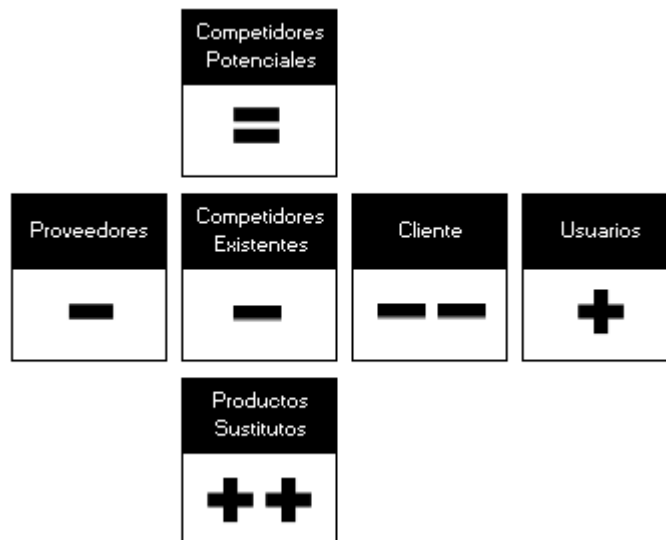 Competidores
Potenciales
=
Proveedores
-
Competidores
Existentes
-
Cliente
- -
Usuarios
+
Productos
Sustitutos
++